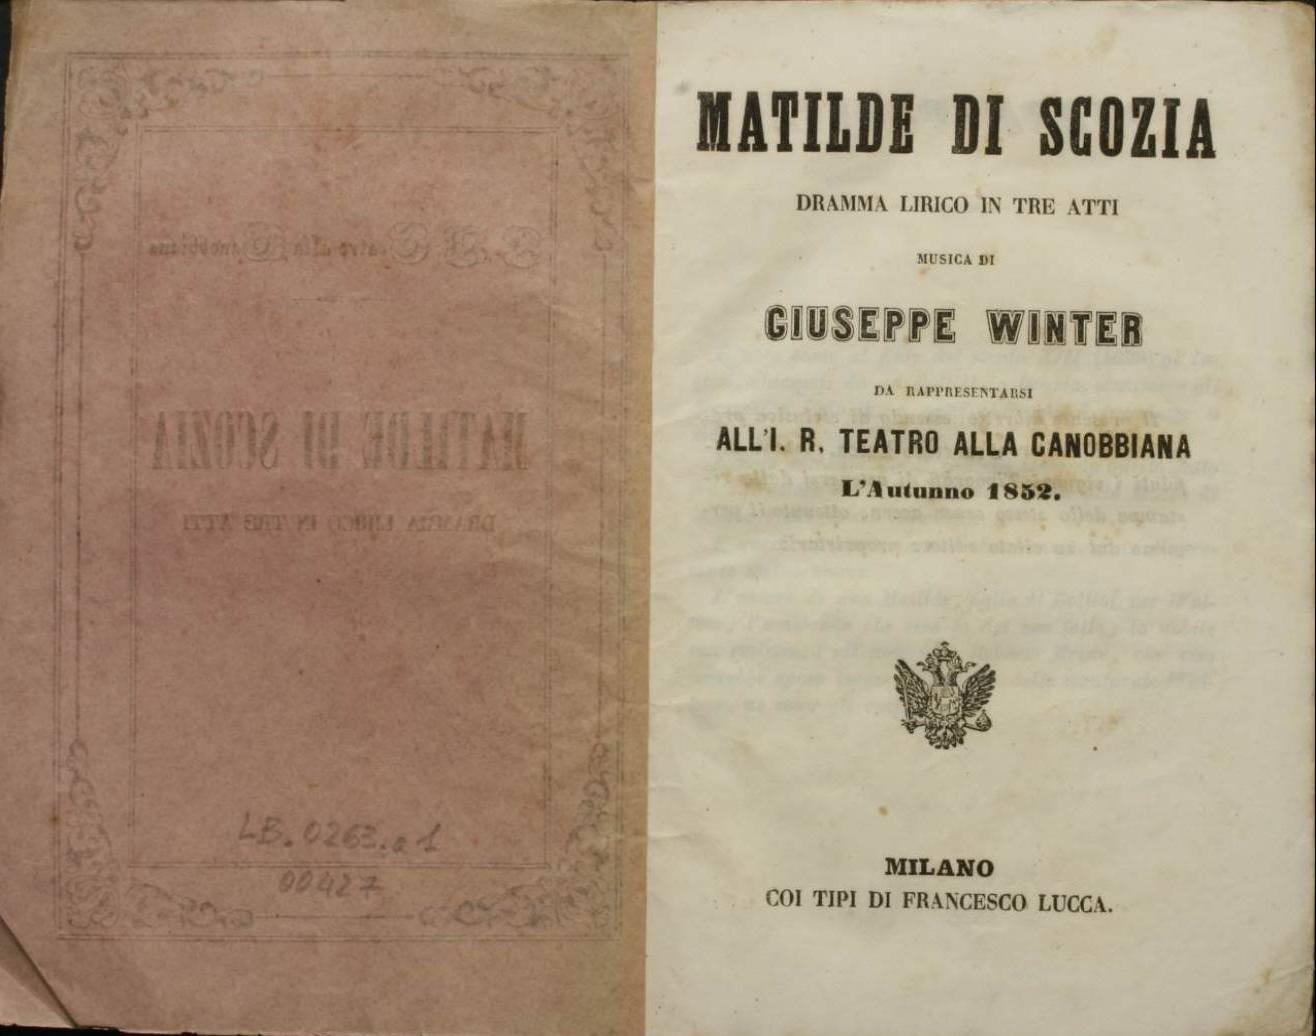 LB.0263.a 1
00427
MATILDE DI SCOZIA
DRAMMA LIRICO IN TRE ATTI
MUSICA DI
GIUSEPPE WINTER
DA RAPPRESENTARSI
ALL'I. R. TEATRO ALLA CANOBBIANA
L'Autunno 1852.
MILANO
COI TIPI DI FRANCESCO LUCCA.